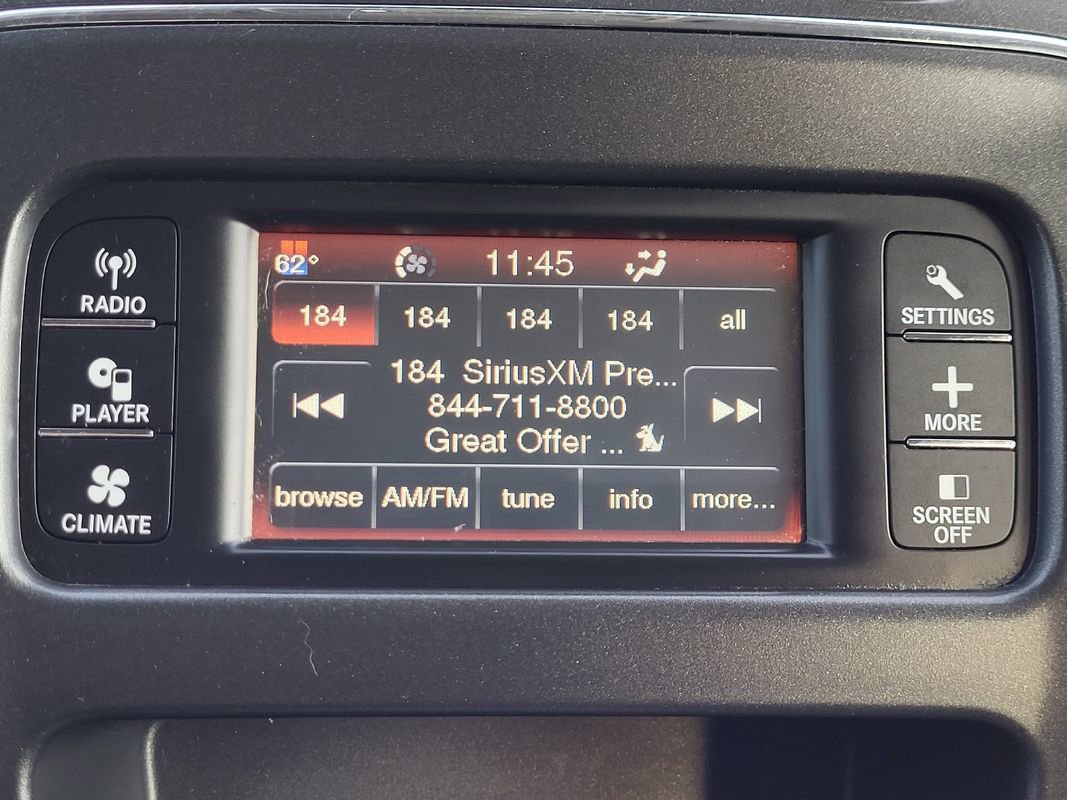 62° 11:45
184 184 184 184 all
184 SiriusXM Pre...
844-711-8800
Great Offer ...
browse AM/FM tune info more...
RADIO
PLAYER
CLIMATE
SETTINGS
MORE
SCREEN
OFF